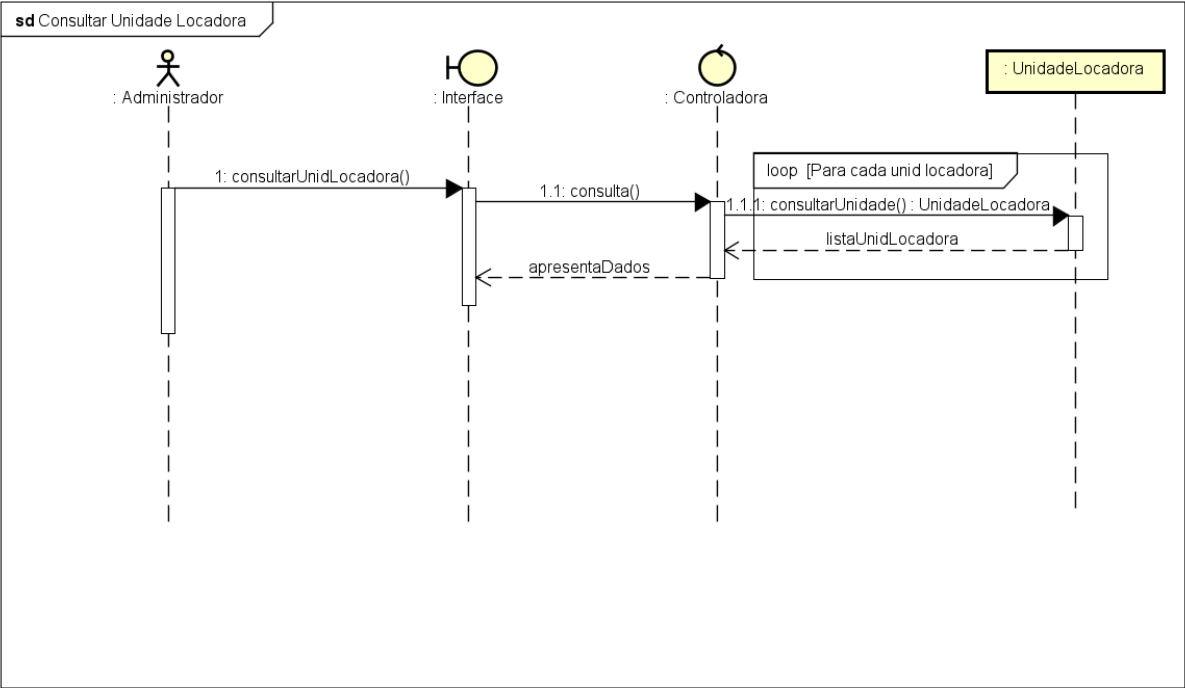 sd Consultar Unidade Locadora
: Administrador
: Interface
: Controladora
: UnidadeLocadora
loop [Para cada unid locadora]
1: consultarUnidLocadora()
1.1: consulta()
1.1.1: consultarUnidade() : UnidadeLocadora
listaUnidLocadora
apresentaDados